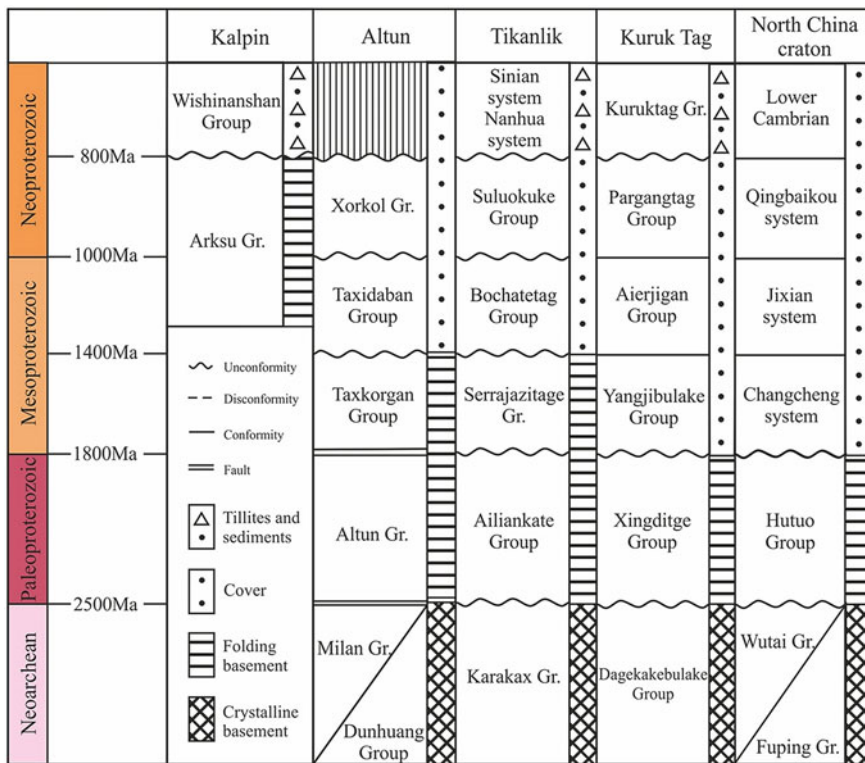 Kalpin
Altun
Tikanlik
Kuruk Tag
North China
craton
Neoproterozoic
Mesoproterozoic
Paleoproterozoic
Neoarchean
800Ma
1000Ma
1400Ma
1800Ma
2500Ma
Wishinanshan
Group
Arksu Gr.
Xorkol Gr.
Taxidaban
Group
Taxkorgan
Group
Altun Gr.
Milan Gr.
Dunhuang
Group
Sinian
system
Nanhua
system
Suluokuke
Group
Bochatetag
Group
Serrajazitage
Gr.
Ailiankate
Group
Karakax Gr.
Kuruktag Gr.
Pargangtag
Group
Aierjigan
Group
Yangjibulake
Group
Xingditge
Group
Dagekakebulake
Group
Lower
Cambrian
Qingbaikou
system
Jixian
system
Changcheng
system
Hutuo
Group
Wutai Gr.
Fuping Gr.
Unconformity
Disconformity
Conformity
Fault
Tillites and
sediments
Cover
Folding
basement
Crystalline
basement